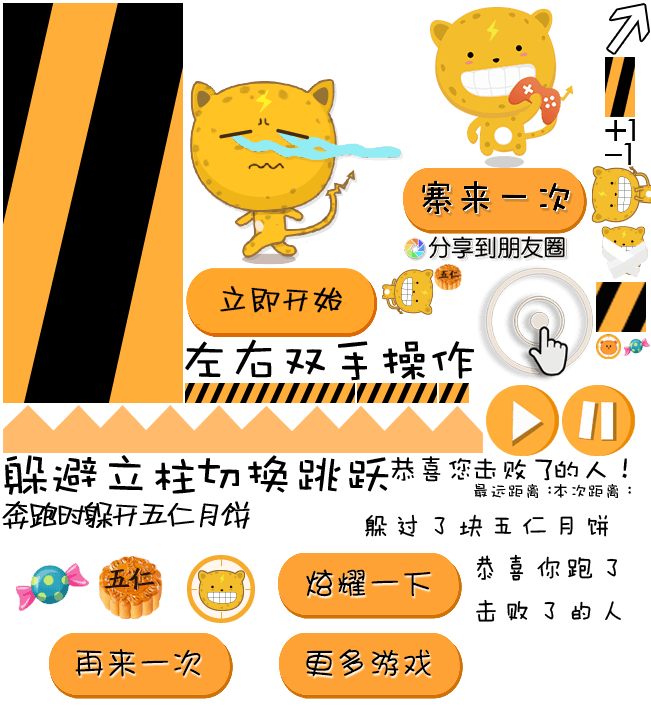 +1
−1
寨来一次
分享到朋友圈
五仁
立即开始
左右双手操作
躲避立柱切换跳跃
恭喜您击败了的人！
最远距离：本次距离：
奔跑时躲开五仁月饼
躲过了块五仁月饼
五仁
炫耀一下
恭喜你跑了
击败了的人
再来一次
更多游戏